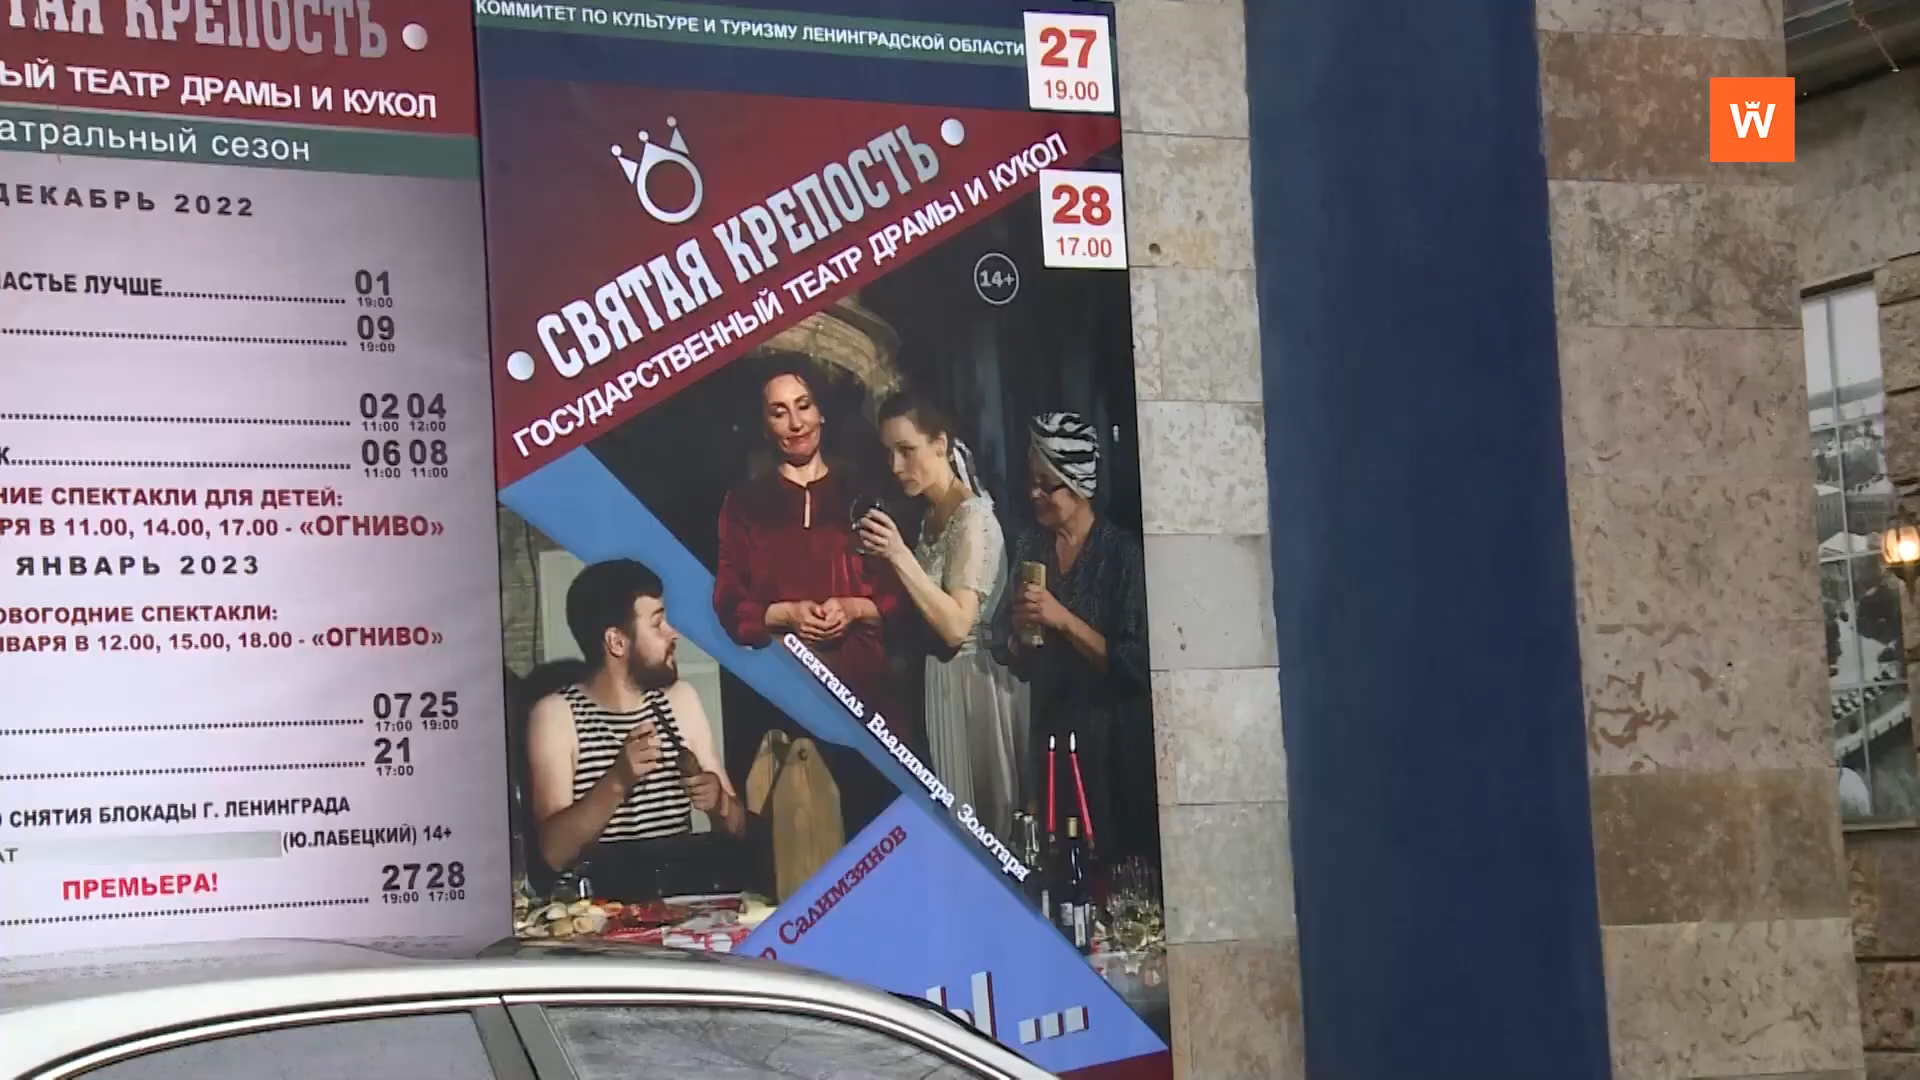 ТАЯ КРЕПОСТЬ
ЫЙ ТЕАТР ДРАМЫ И КУКОЛ
атральный сезон
ДЕКАБРЬ 2022
АСТЬЕ ЛУЧШЕ 01
19:00
09
19:00
02 04
11:00 12:00
К 06 08
11:00 11:00
НИЕ СПЕКТАКЛИ ДЛЯ ДЕТЕЙ:
РЯ В 11.00, 14.00, 17.00 - «ОГНИВО»
ЯНВАРЬ 2023
ОВОГОДНИЕ СПЕКТАКЛИ:
НВАРЯ В 12.00, 15.00, 18.00 - «ОГНИВО»
07 25
17:00 19:00
21
17:00
СНЯТИЯ БЛОКАДЫ Г. ЛЕНИНГРАДА
АТ (Ю.ЛАБЕЦКИЙ) 14+
ПРЕМЬЕРА! 27 28
19:00 17:00
КОММИТЕТ ПО КУЛЬТУРЕ И ТУРИЗМУ ЛЕНИНГРАДСКОЙ ОБЛАСТИ
27
19.00
28
17.00
СВЯТАЯ КРЕПОСТЬ
ГОСУДАРСТВЕННЫЙ ТЕАТР ДРАМЫ И КУКОЛ
14+
спектакль Владимира Золотаря
р Салимзянов
ы...
W